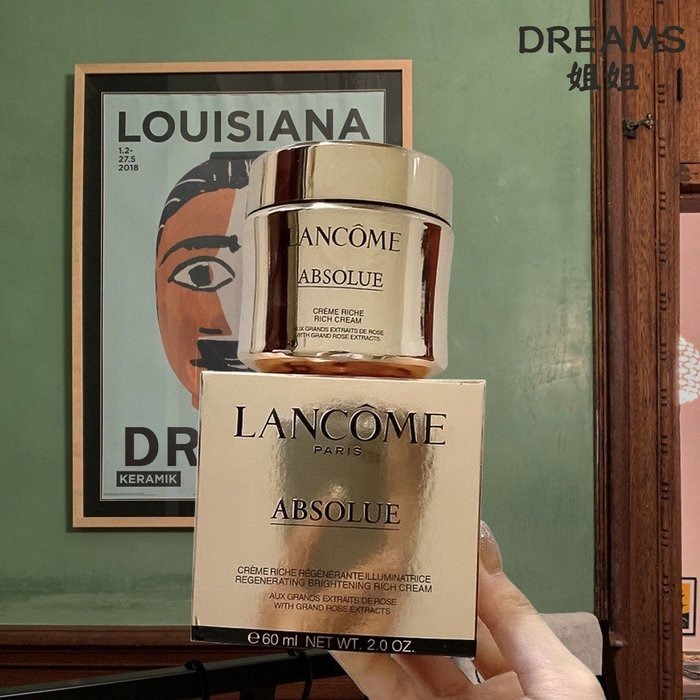 DREAMS
姐姐
LOUISIANA
1.2-
27.5
2018
DR
KERAMIK
LANCÔME
ABSOLUE
CRÈME RICHE
RICH CREAM
AUX GRANDS EXTRAITS DE ROSE
WITH GRAND ROSE EXTRACTS
LANCÔME
PARIS
ABSOLUE
CRÈME RICHE RÉGÉNÉRANTE ILLUMINATRICE
REGENERATING BRIGHTENING RICH CREAM
AUX GRANDS EXTRAITS DE ROSE
WITH GRAND ROSE EXTRACTS
℮60 ml NET WT. 2.0 OZ.